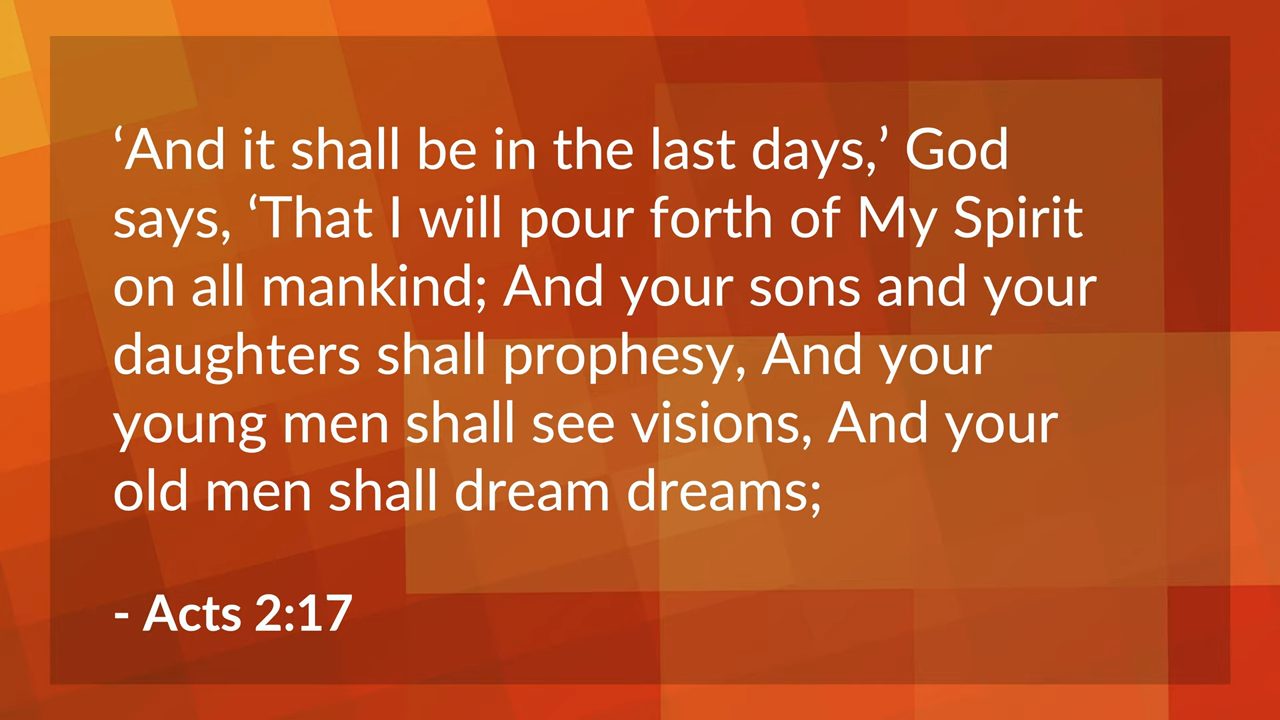 ‘And it shall be in the last days,’ God
says, ‘That I will pour forth of My Spirit
on all mankind; And your sons and your
daughters shall prophesy, And your
young men shall see visions, And your
old men shall dream dreams;
- Acts 2:17